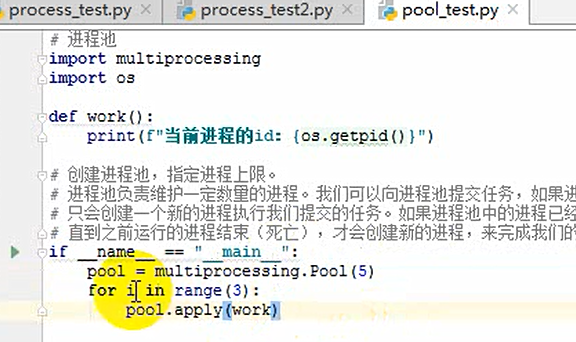 process_test.py process_test2.py pool_test.py
# 进程池
import multiprocessing
import os
def work():
    print(f"当前进程的id: {os.getpid()}")
# 创建进程池，指定进程上限。
# 进程池负责维护一定数量的进程。我们可以向进程池提交任务，如果进
# 只会创建一个新的进程执行我们提交的任务。如果进程池中的进程已经
# 直到之前运行的进程结束（死亡），才会创建新的进程，来完成我们的
if __name__ == "__main__":
    pool = multiprocessing.Pool(5)
    for i in range(3):
        pool.apply(work)